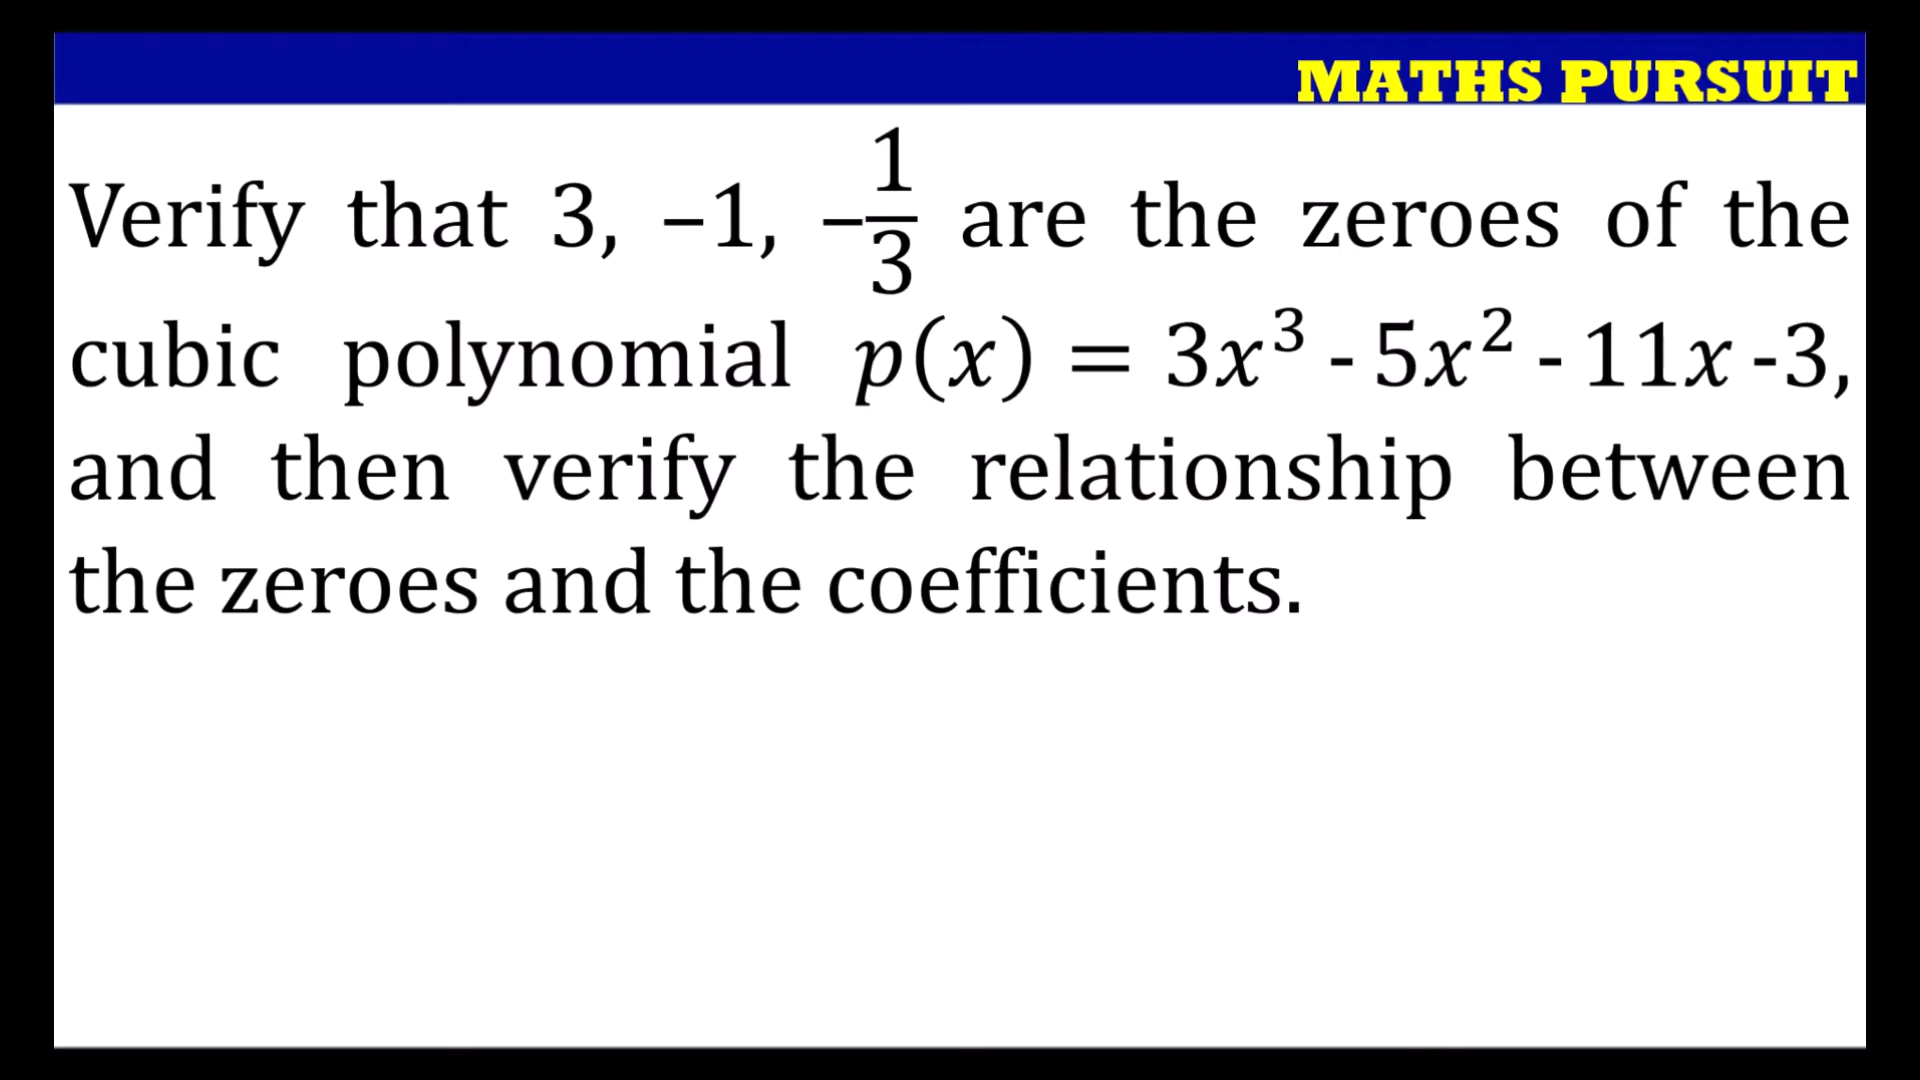 MATHS PURSUIT
Verify that 3, –1, –1/3 are the zeroes of the
cubic polynomial p(x) = 3x³ - 5x² - 11x -3,
and then verify the relationship between
the zeroes and the coefficients.